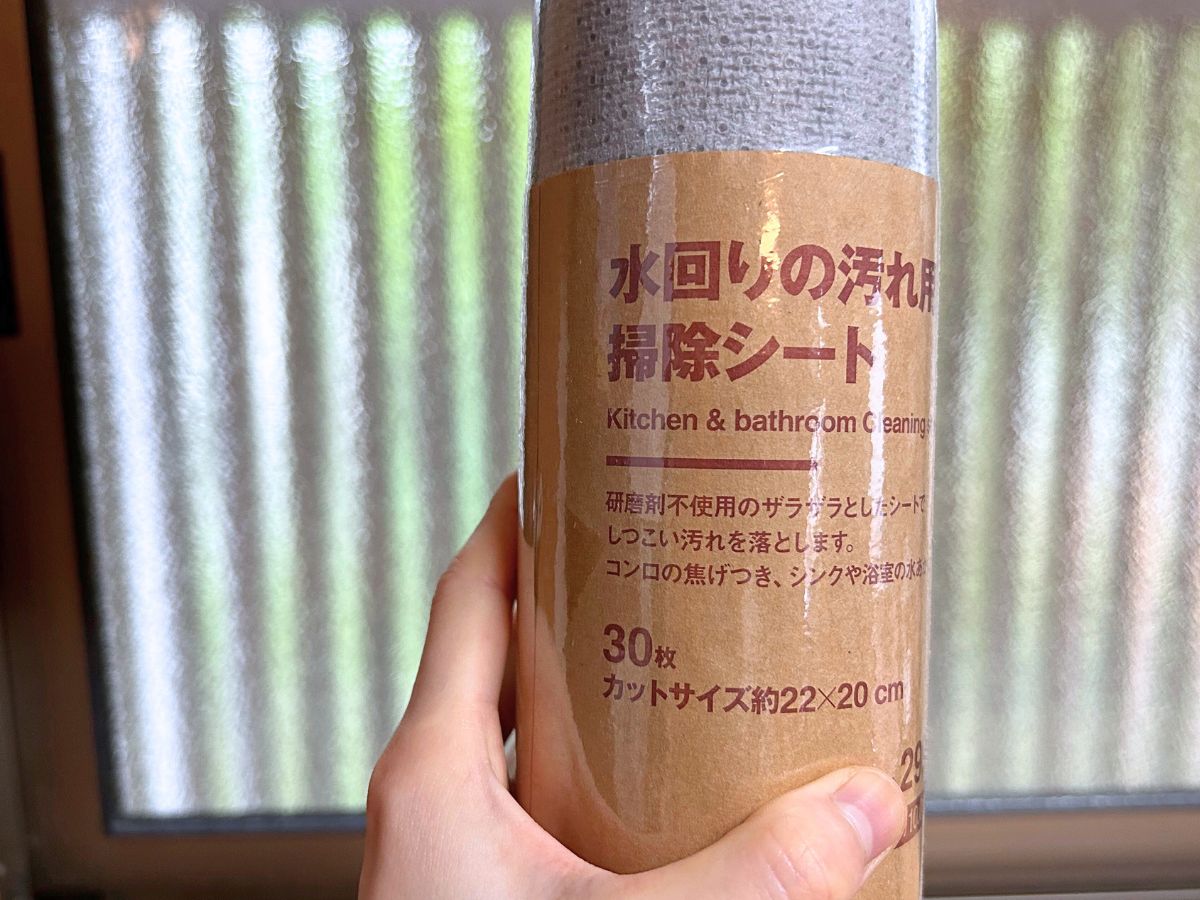 水回りの汚れ用
掃除シート
Kitchen & bathroom Cleaning
研磨剤不使用のザラザラとしたシートで
しつこい汚れを落とします。
コンロの焦げつき、シンクや浴室の水あ
30枚
カットサイズ約22×20 cm
29